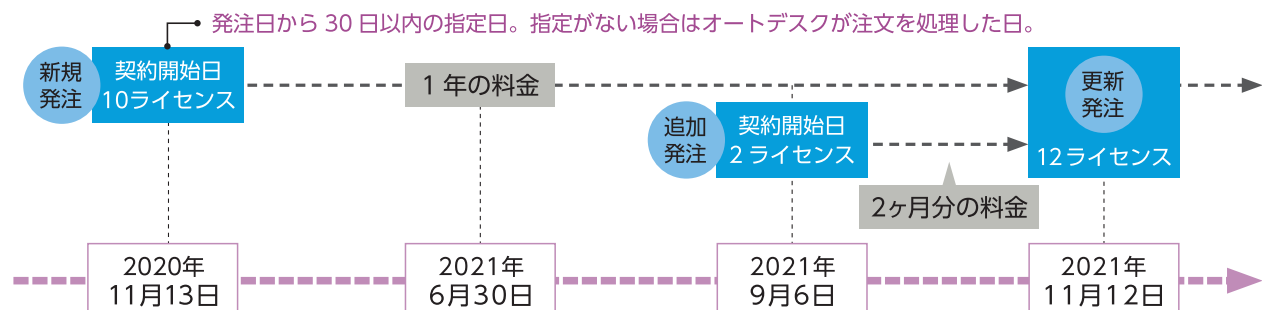 発注日から 30 日以内の指定日。指定がない場合はオートデスクが注文を処理した日。
新規
発注
契約開始日
10ライセンス
1 年の料金
追加
発注
契約開始日
2 ライセンス
2ヶ月分の料金
更新
発注
12 ライセンス
2020年
11月13日
2021年
6月30日
2021年
9月6日
2021年
11月12日